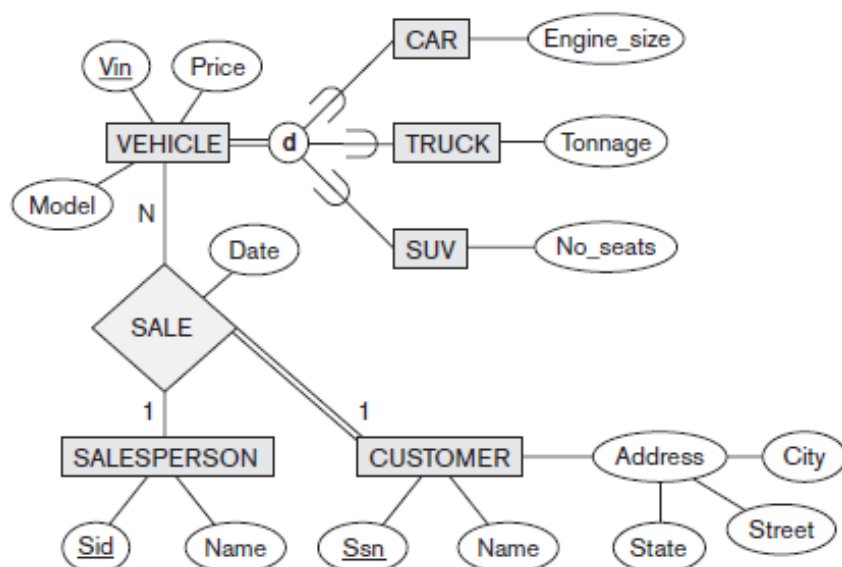 CAR
Engine_size
Vin
Price
VEHICLE
d
TRUCK
Tonnage
Model
N
Date
SUV
No_seats
SALE
1
1
SALESPERSON
CUSTOMER
Address
City
Sid
Name
Ssn
Name
State
Street